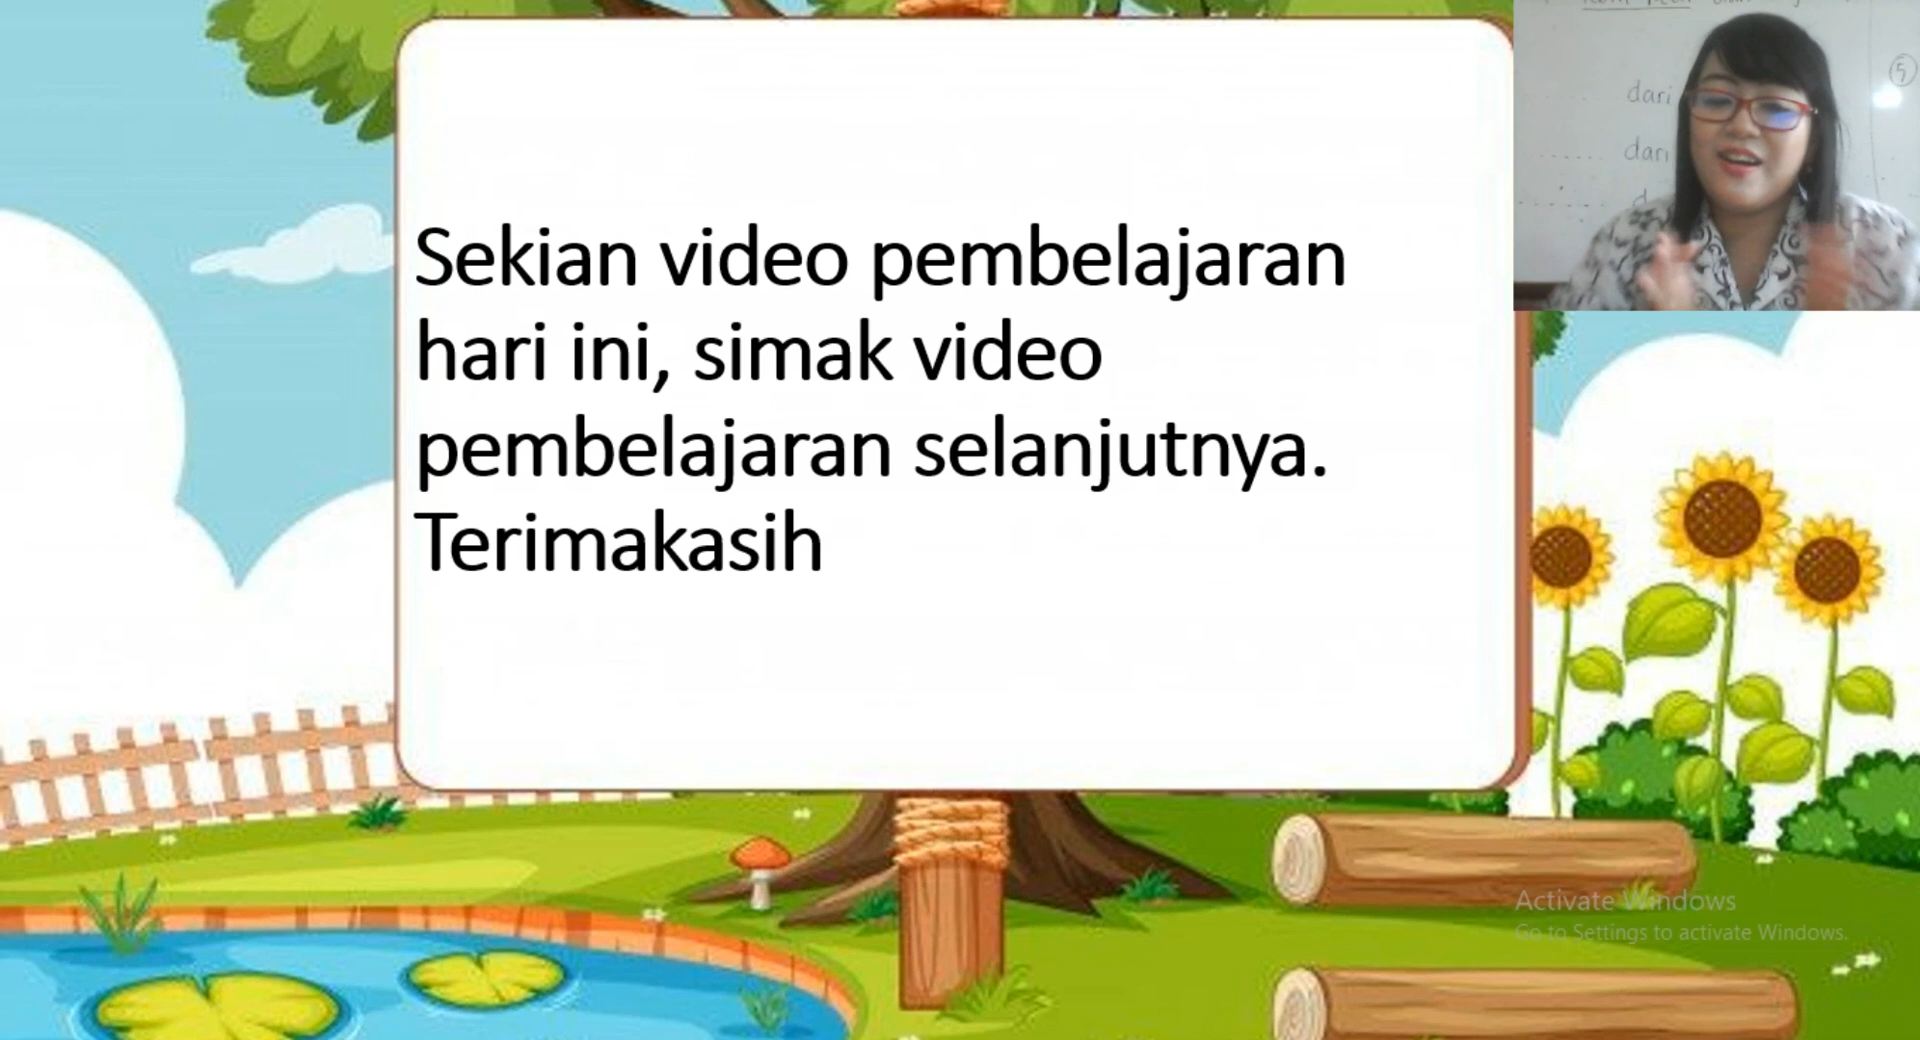 Sekian video pembelajaran
hari ini, simak video
pembelajaran selanjutnya.
Terimakasih
dari
5
dari
Activate Windows
Go to Settings to activate Windows.